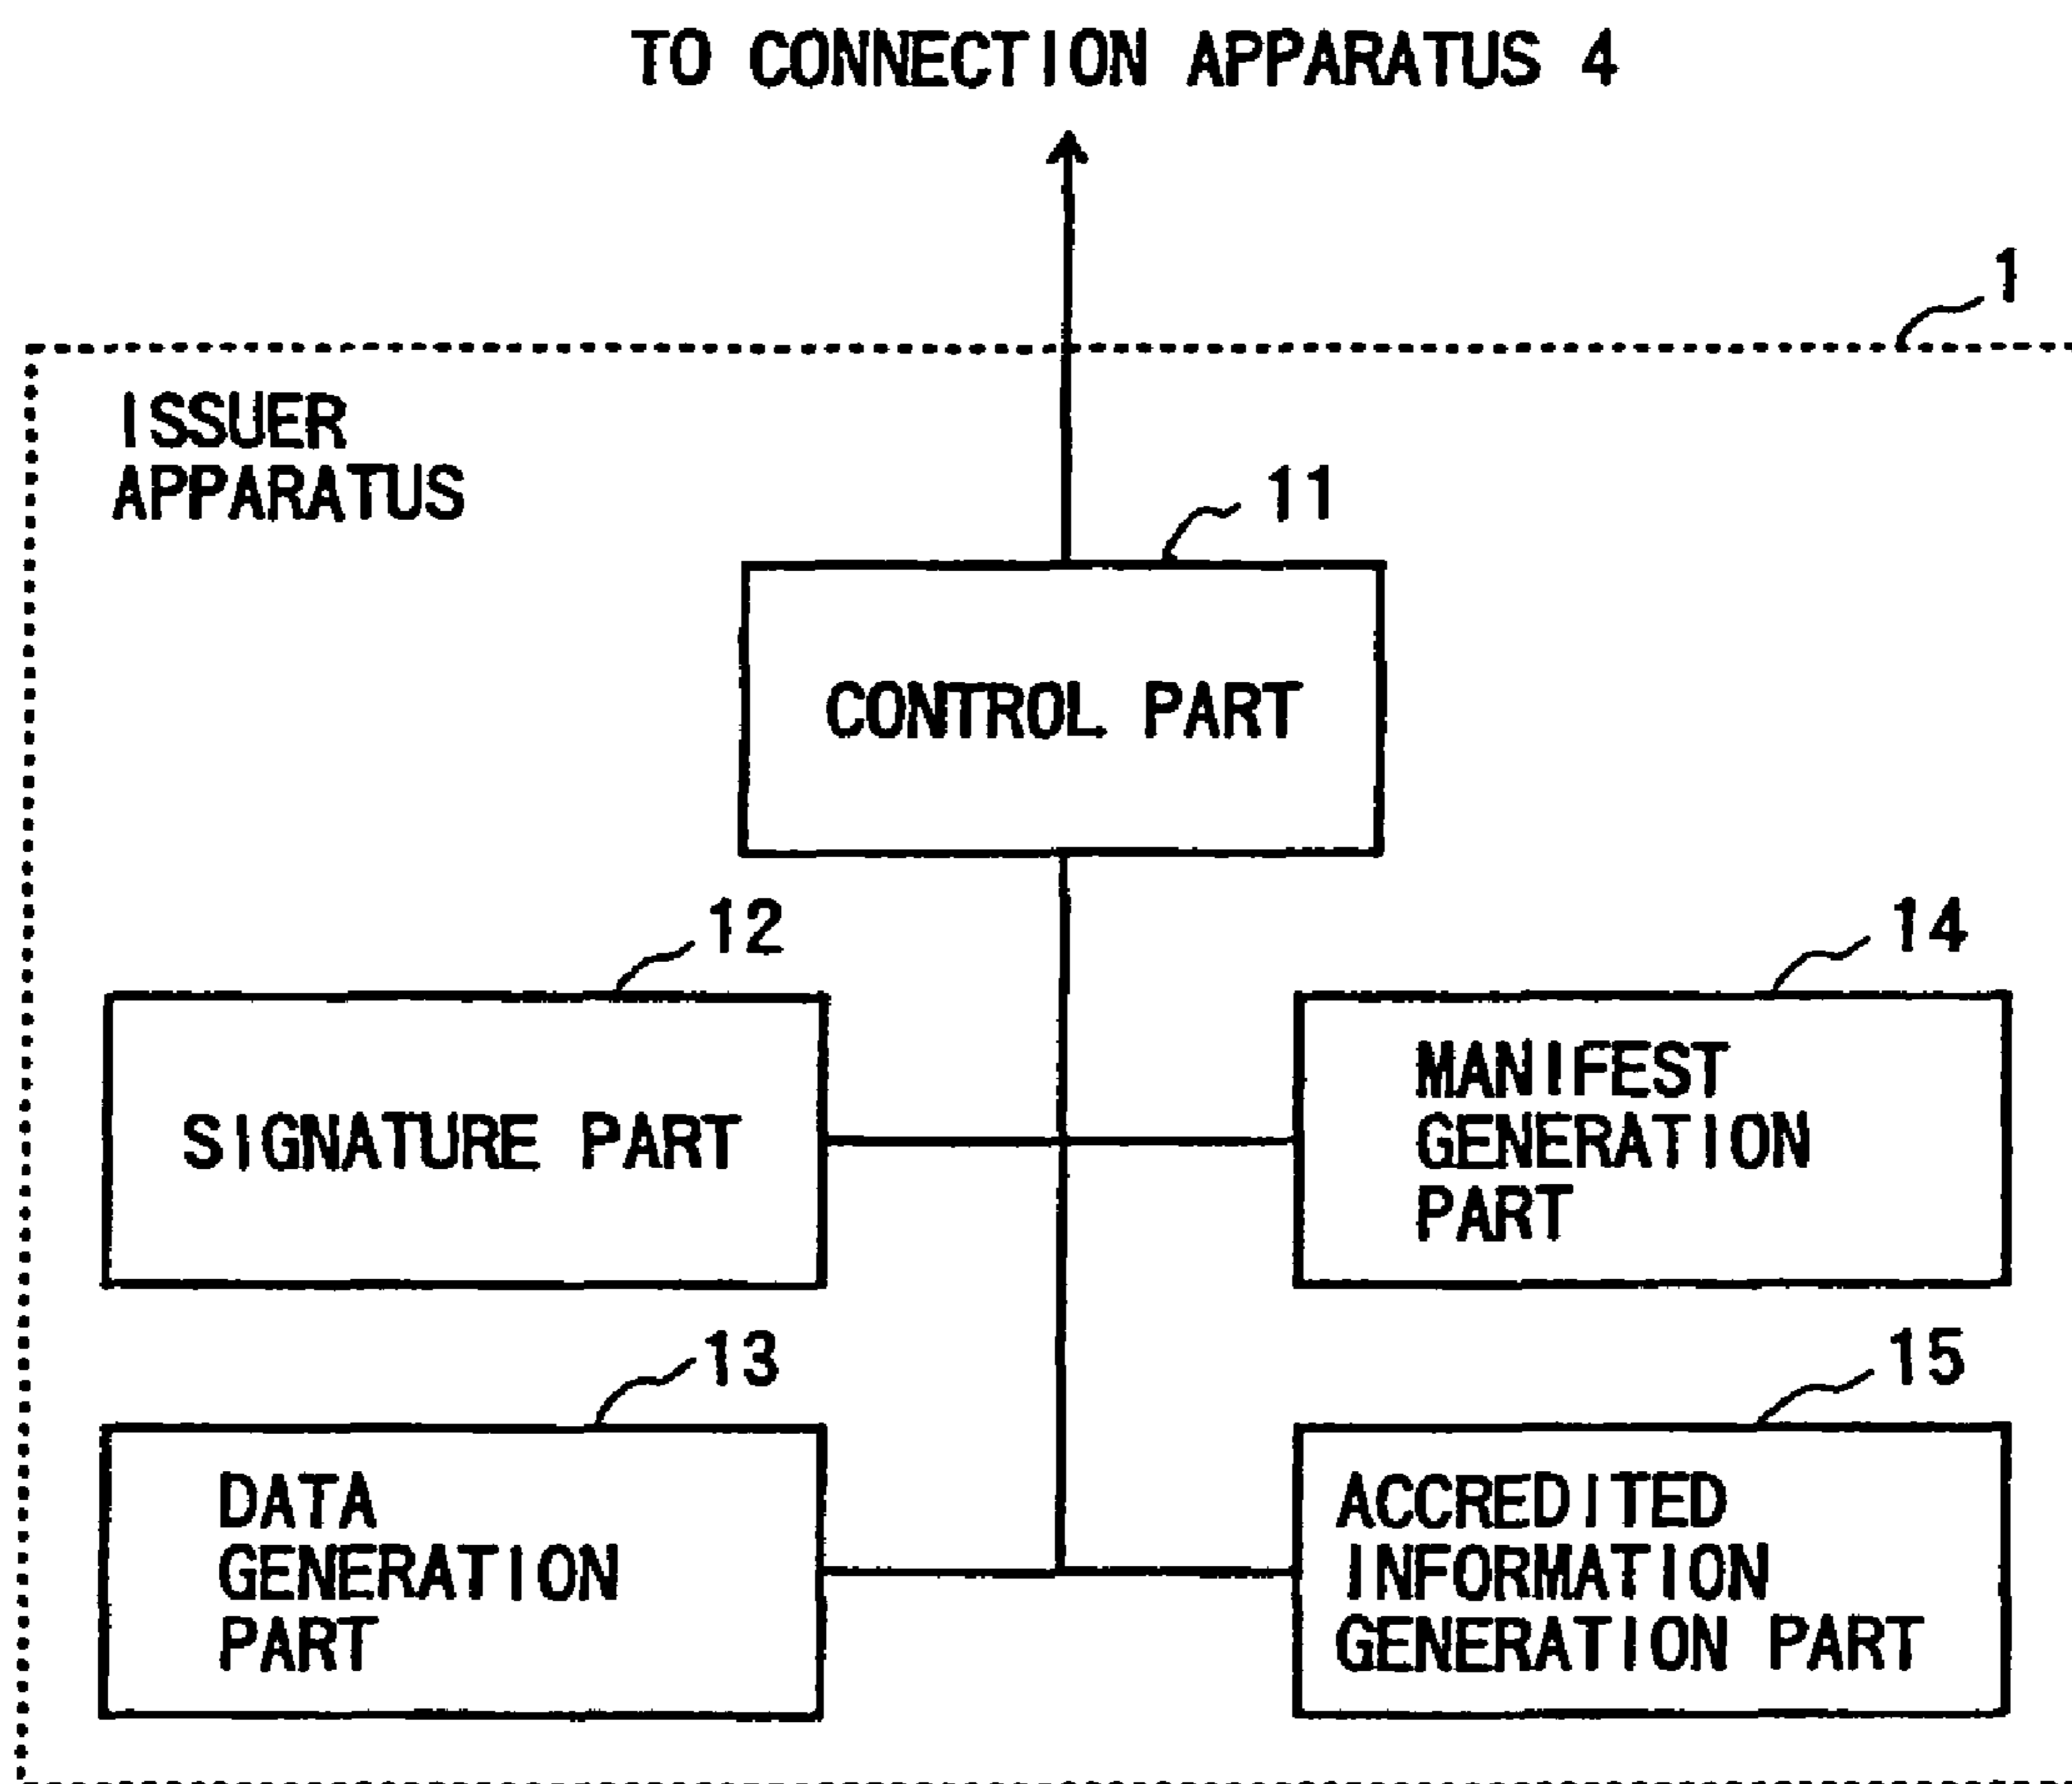 TO CONNECTION APPARATUS 4
1
ISSUER
APPARATUS
11
CONTROL PART
12
14
SIGNATURE PART
MANIFEST
GENERATION
PART
13
15
DATA
GENERATION
PART
ACCREDITED
INFORMATION
GENERATION PART